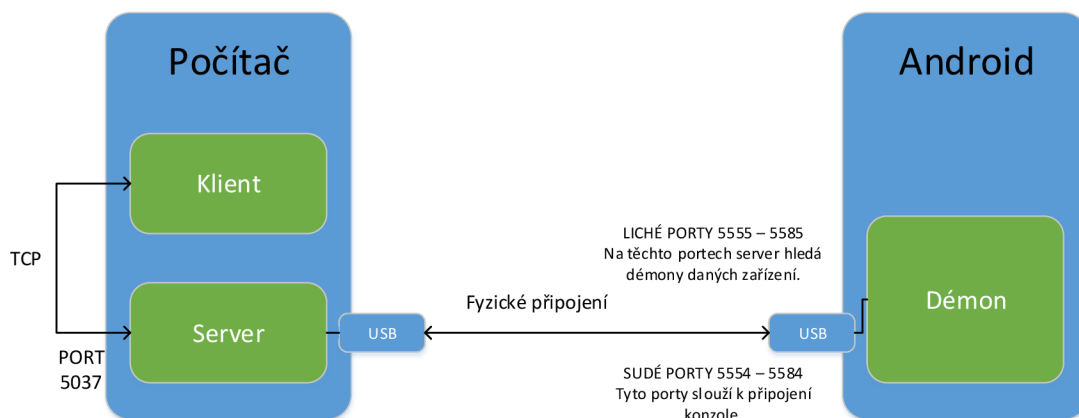 Počítač
Android
Klient
TCP
Server
PORT
5037
USB
Fyzické připojení
LICHÉ PORTY 5555 – 5585
Na těchto portech server hledá
démony daných zařízení.
USB
Démon
SUDÉ PORTY 5554 – 5584
Tyto porty slouží k připojení
konzole